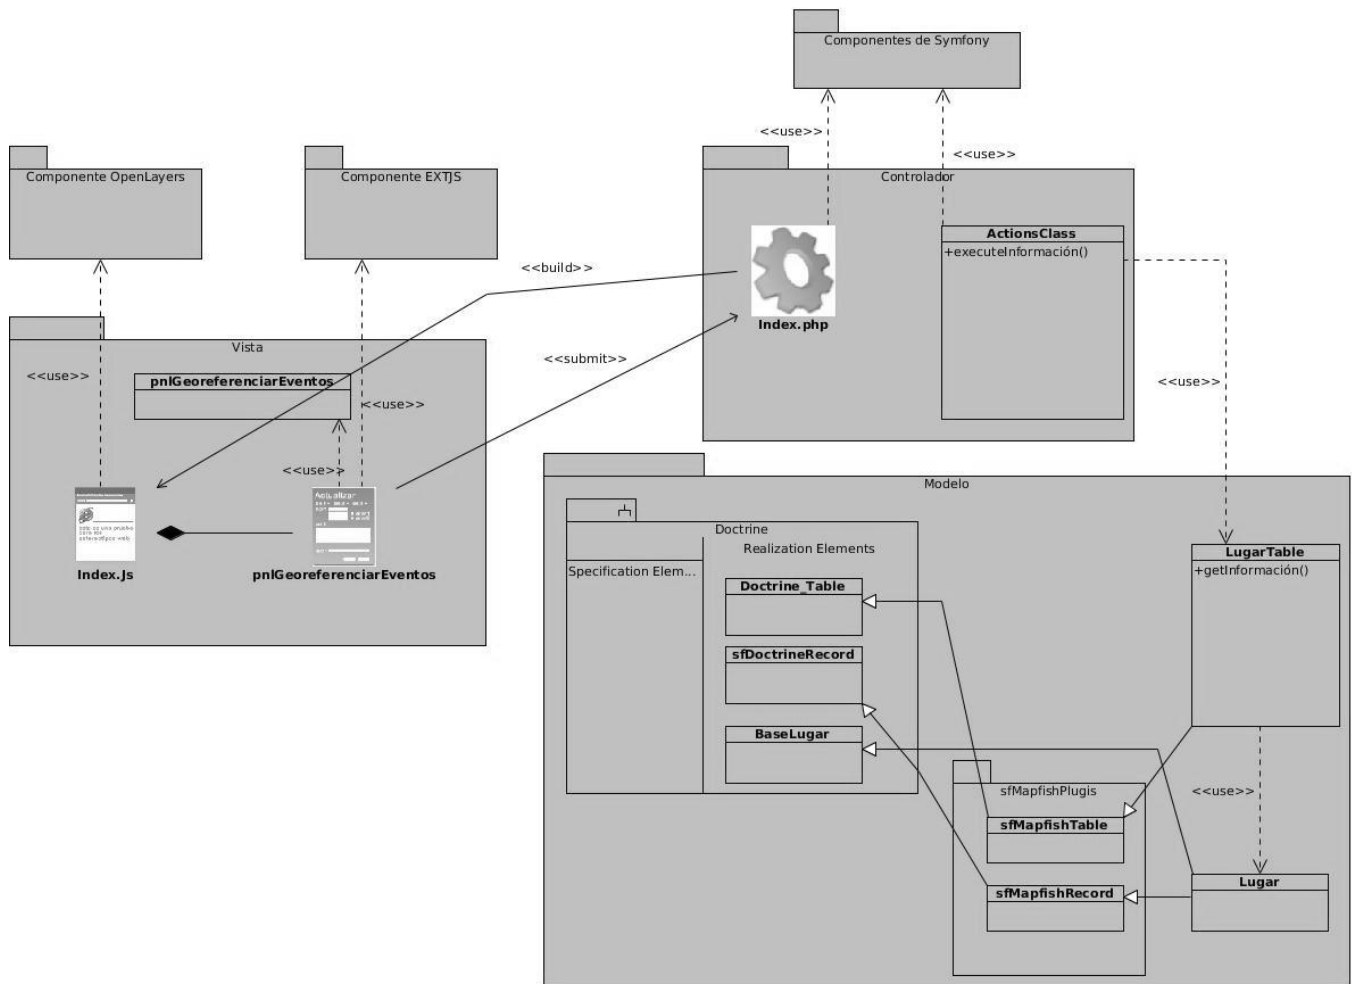 Componentes de Symfony
<<use>>
<<use>>
Componente OpenLayers
Componente EXTJS
Controlador
ActionsClass
+executeInformación()
<<build>>
Index.php
<<submit>>
<<use>>
Vista
<<use>>
pnlGeoreferenciarEventos
<<use>>
<<use>>
Actualizar
Index.Js
pnlGeoreferenciarEventos
Modelo
Doctrine
Realization Elements
Specification Elem...
Doctrine_Table
sfDoctrineRecord
BaseLugar
LugarTable
+getInformación()
<<use>>
sfMapfishPlugis
sfMapfishTable
sfMapfishRecord
Lugar